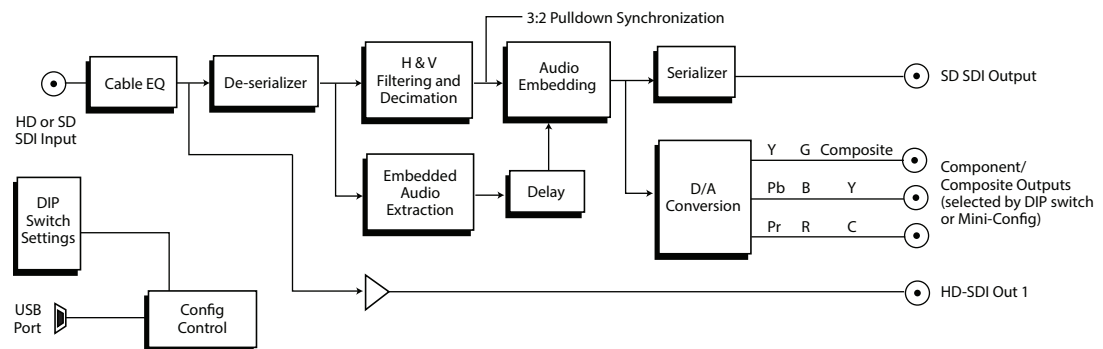 3:2 Pulldown Synchronization
Cable EQ
De-serializer
H & V
Filtering and
Decimation
Audio
Embedding
Serializer
SD SDI Output
HD or SD
SDI Input
Embedded
Audio
Extraction
Delay
D/A
Conversion
Y G Composite
Pb B Y
Pr R C
Component/
Composite Outputs
(selected by DIP switch
or Mini-Config)
DIP
Switch
Settings
HD-SDI Out 1
USB
Port
Config
Control